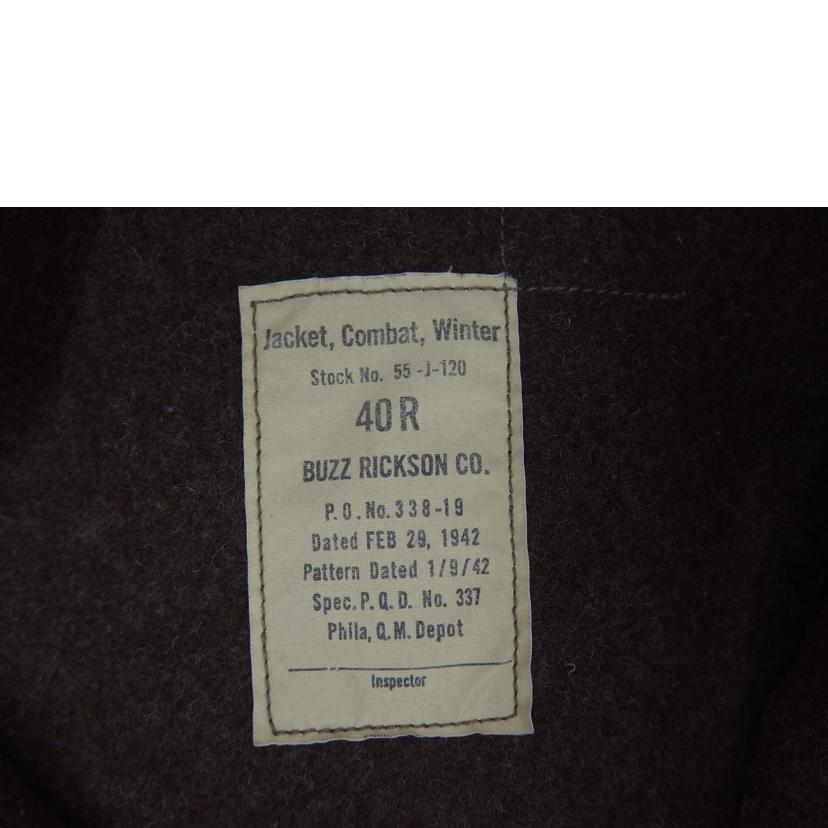 Jacket, Combat, Winter
Stock No. 55-J-120
40R
BUZZ RICKSON CO.
P.O.No.338-19
Dated FEB 29, 1942
Pattern Dated 1/9/42
Spec.P.Q.D. No. 337
Phila,Q.M.Depot
Inspector